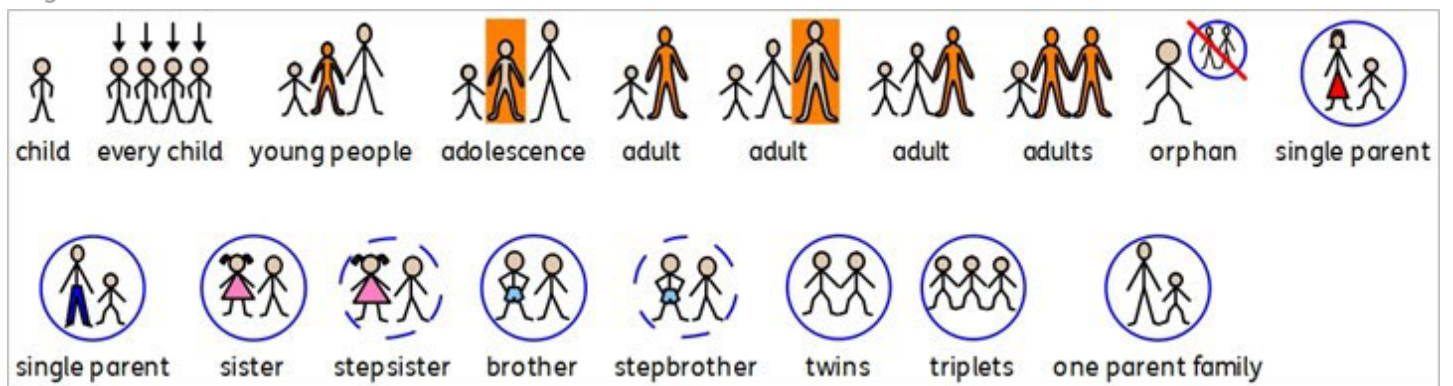 child every child young people adolescence adult adult adult adults orphan single parent
single parent sister stepsister brother stepbrother twins triplets one parent family